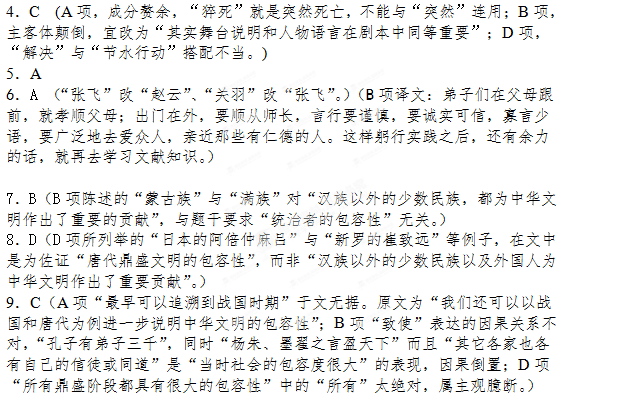 4．C （A 项，成分赘余，“猝死”就是突然死亡，不能与“突然”连用；B 项，
主客体颠倒，宜改为“其实舞台说明和人物语言在剧本中同等重要”；D 项，
“解决”与“节水行动”搭配不当。)
5．A
6．A （“张飞”改“赵云”、“关羽”改“张飞”。）（B 项译文：弟子们在父母跟
前，就孝顺父母；出门在外，要顺从师长，言行要谨慎，要诚实可信，寡言少
语，要广泛地去爱众人，亲近那些有仁德的人。这样躬行实践之后，还有余力
的话，就再去学习文献知识。）
7．B（B 项陈述的“蒙古族”与“满族”对“汉族以外的少数民族，都为中华文
明作出了重要的贡献”，与题干要求“统治者的包容性”无关。）
8．D（D 项所列举的“日本的阿倍仲麻吕”与“新罗的崔致远”等例子，在文中
是为佐证“唐代鼎盛文明的包容性”，而非“汉族以外的少数民族以及外国人为
中华文明作出了重要的贡献”。）
9．C（A 项“最早可以追溯到战国时期”于文无据。原文为“我们还可以以战
国和唐代为例进一步说明中华文明的包容性”；B 项“致使”表达的因果关系不
对，“孔子有弟子三千”，同时“杨朱、墨翟之言盈天下”而且“其它各家也各
有自己的信徒或同道”是“当时社会的包容度很大”的表现，因果倒置；D 项
“所有鼎盛阶段都具有很大的包容性”中的“所有”太绝对，属主观臆断。）